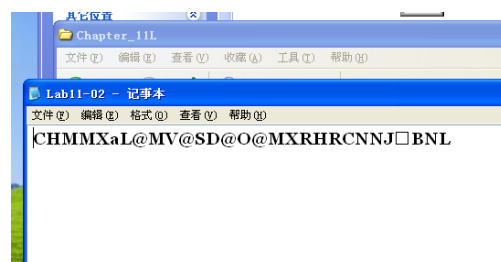 其它位置
Chapter_11L
文件(F) 编辑(E) 查看(V) 收藏(A) 工具(T) 帮助(H)
Lab11-02 - 记事本
文件(F) 编辑(E) 格式(O) 查看(V) 帮助(H)
CHMMXaL@MV@SD@O@MXRHRCNNJ□BNL